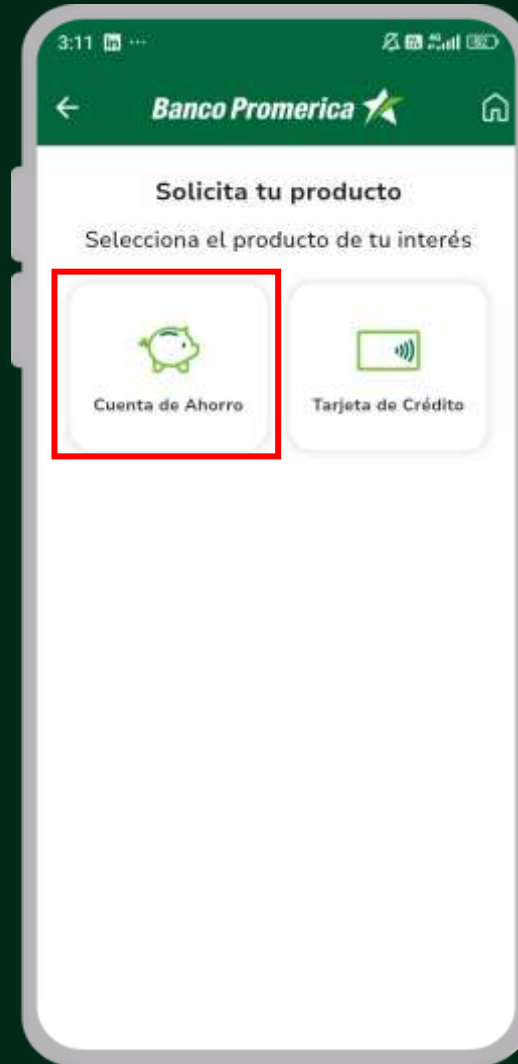 3:11
Banco Promerica
Solicita tu producto
Selecciona el producto de tu interés
Cuenta de Ahorro
Tarjeta de Crédito